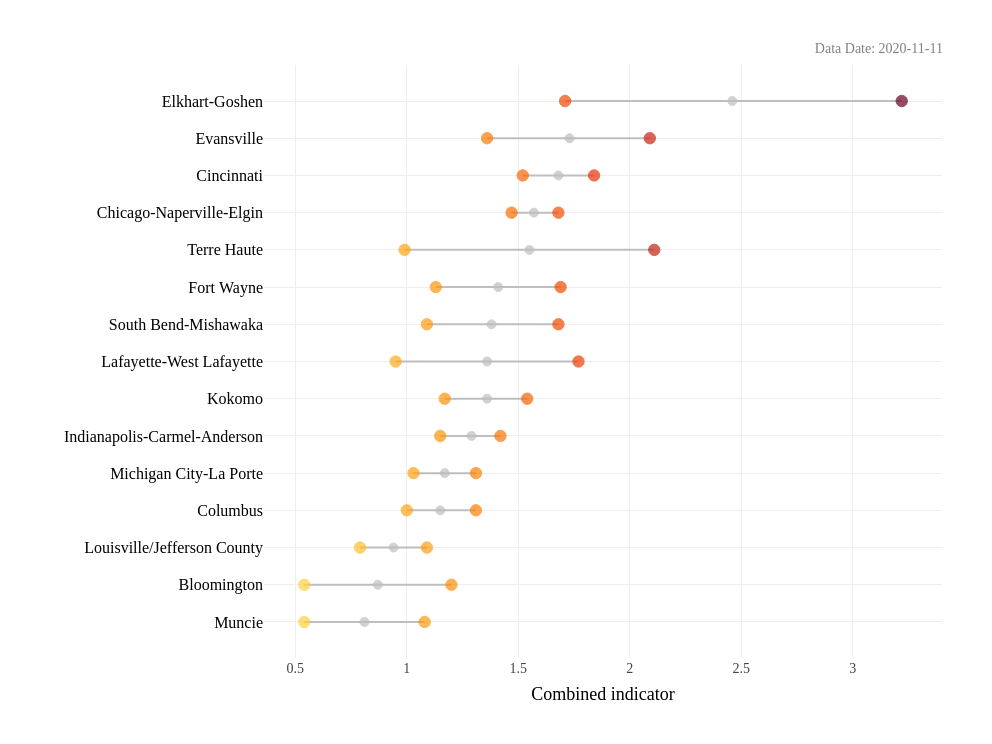 Data Date: 2020-11-11
Elkhart-Goshen
Evansville
Cincinnati
Chicago-Naperville-Elgin
Terre Haute
Fort Wayne
South Bend-Mishawaka
Lafayette-West Lafayette
Kokomo
Indianapolis-Carmel-Anderson
Michigan City-La Porte
Columbus
Louisville/Jefferson County
Bloomington
Muncie
0.5 1 1.5 2 2.5 3
Combined indicator